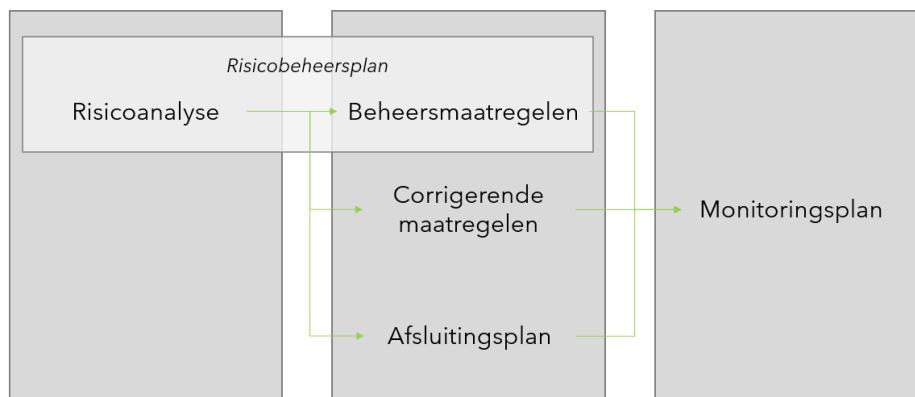 Risicobeheersplan
Risicoanalyse
Beheersmaatregelen
Corrigerende
maatregelen
Monitoringsplan
Afsluitingsplan